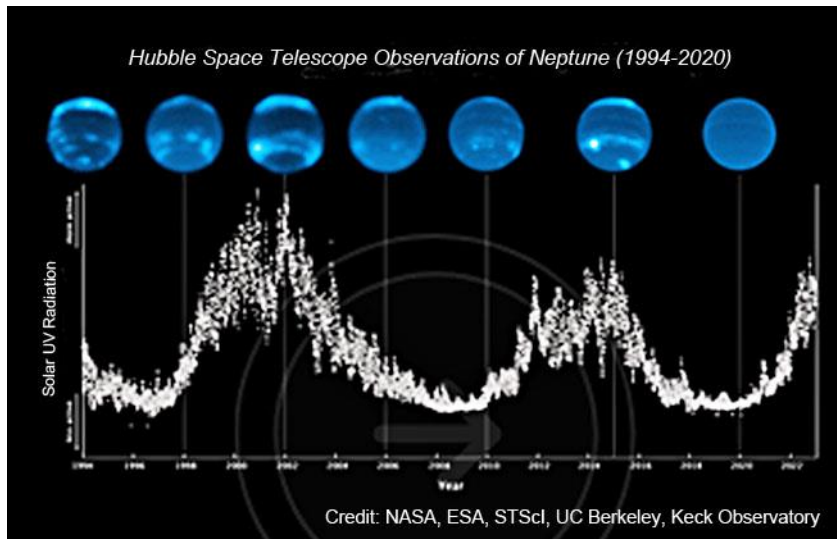 Hubble Space Telescope Observations of Neptune (1994-2020)
Solar UV Radiation
1994 1996 1998 2000 2002 2004 2006 2008 2010 2012 2014 2016 2018 2020 2022
Year
Credit: NASA, ESA, STScI, UC Berkeley, Keck Observatory